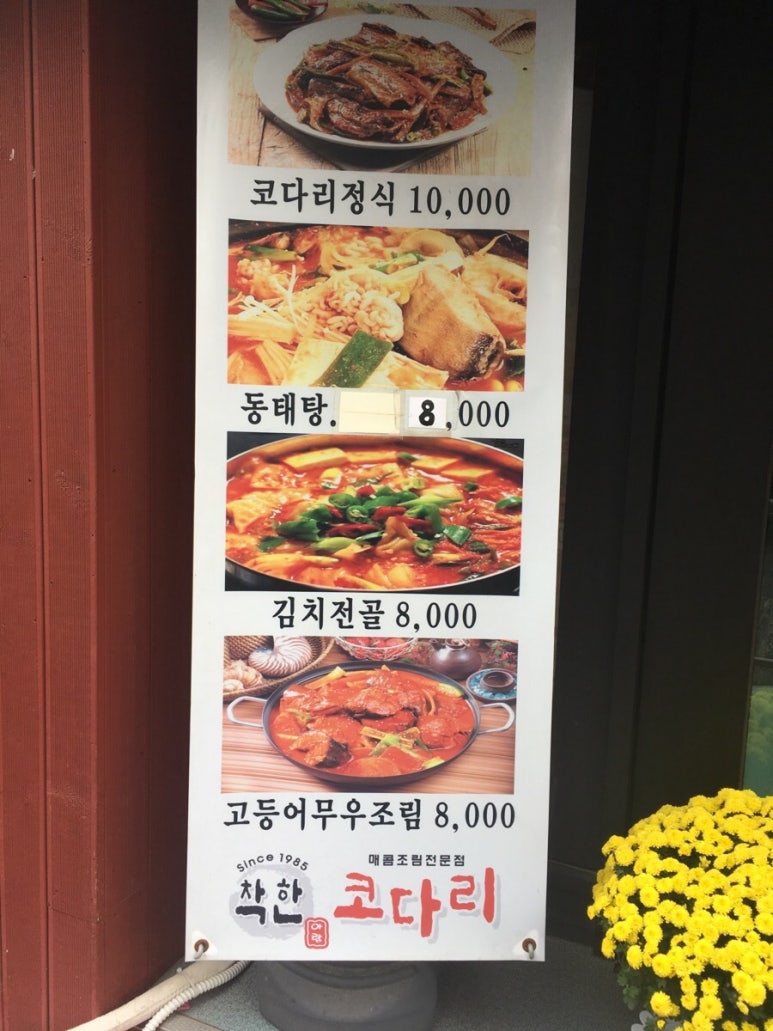 코다리정식 10,000
동태탕. 8,000
김치전골 8,000
고등어무우조림 8,000
since 1985
매콤조림전문점
착한 코다리